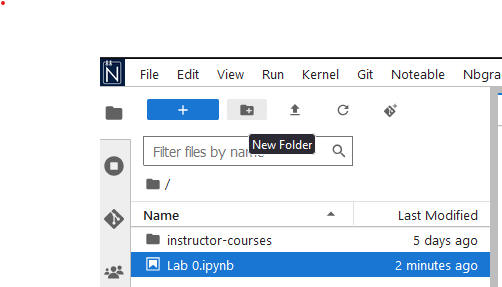 N File Edit View Run Kernel Git Noteable Nbgra
+
New Folder
Filter files by name
/
Name Last Modified
instructor-courses 5 days ago
Lab 0.ipynb 2 minutes ago